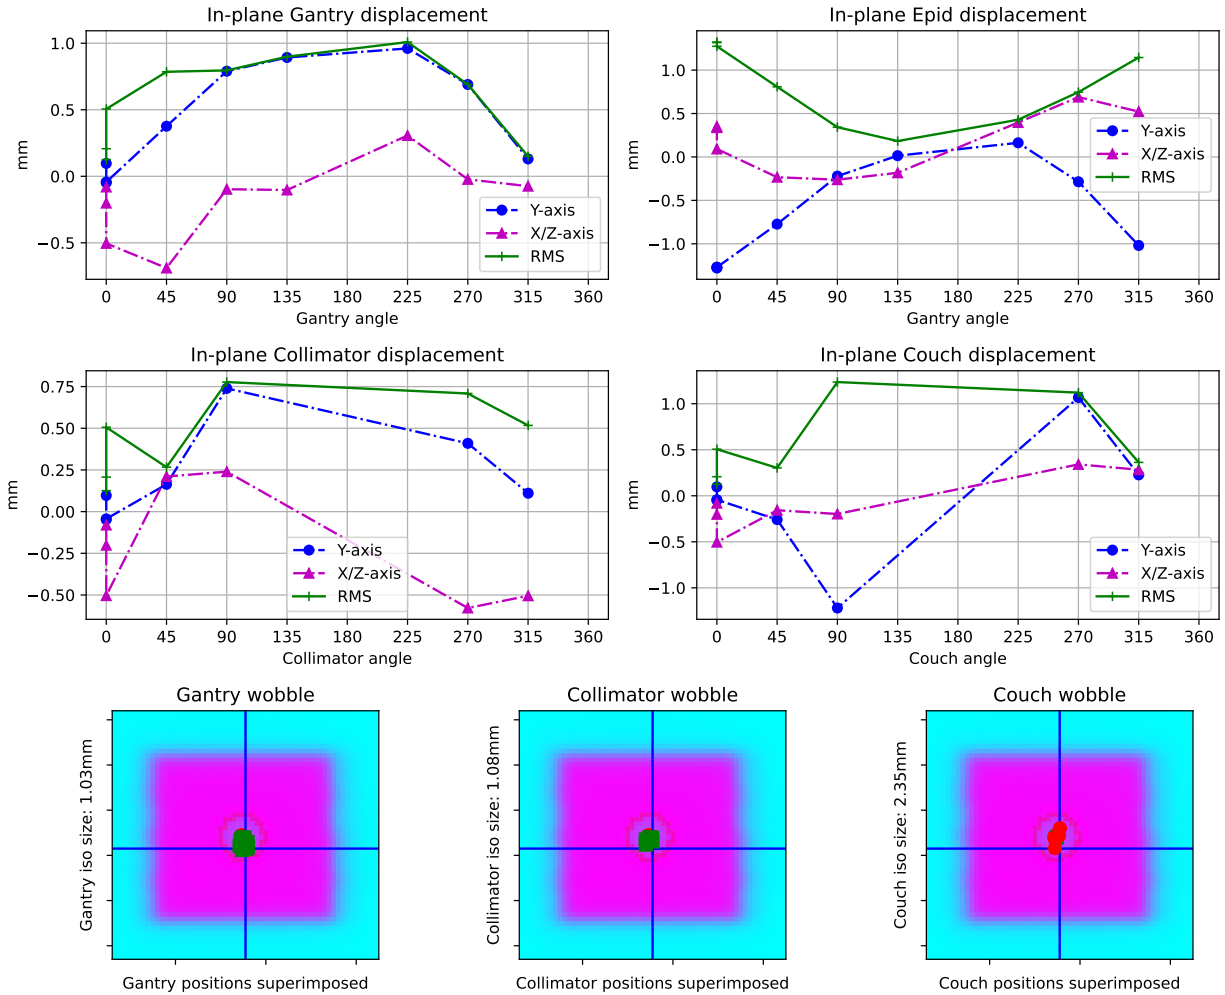 In-plane Gantry displacement
1.0
0.5
0.0
−0.5
mm
0 45 90 135 180 225 270 315 360
Gantry angle
Y-axis
X/Z-axis
RMS
In-plane Epid displacement
1.0
0.5
0.0
−0.5
−1.0
mm
0 45 90 135 180 225 270 315 360
Gantry angle
Y-axis
X/Z-axis
RMS
In-plane Collimator displacement
0.75
0.50
0.25
0.00
−0.25
−0.50
mm
0 45 90 135 180 225 270 315 360
Collimator angle
Y-axis
X/Z-axis
RMS
In-plane Couch displacement
1.0
0.5
0.0
−0.5
−1.0
mm
0 45 90 135 180 225 270 315 360
Couch angle
Y-axis
X/Z-axis
RMS
Gantry wobble
Gantry iso size: 1.03mm
Gantry positions superimposed
Collimator wobble
Collimator iso size: 1.08mm
Collimator positions superimposed
Couch wobble
Couch iso size: 2.35mm
Couch positions superimposed